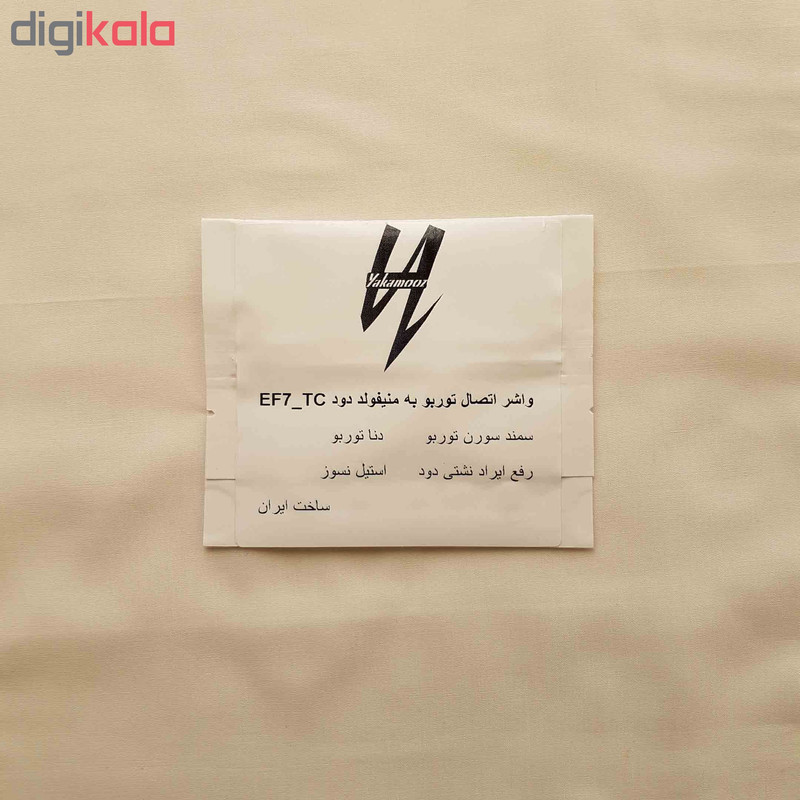 digikala
Yakamooz
واشر اتصال توربو به منیفولد دود EF7_TC
سمند سورن توربو دنا توربو
رفع ایراد نشتی دود استیل نسوز
ساخت ایران